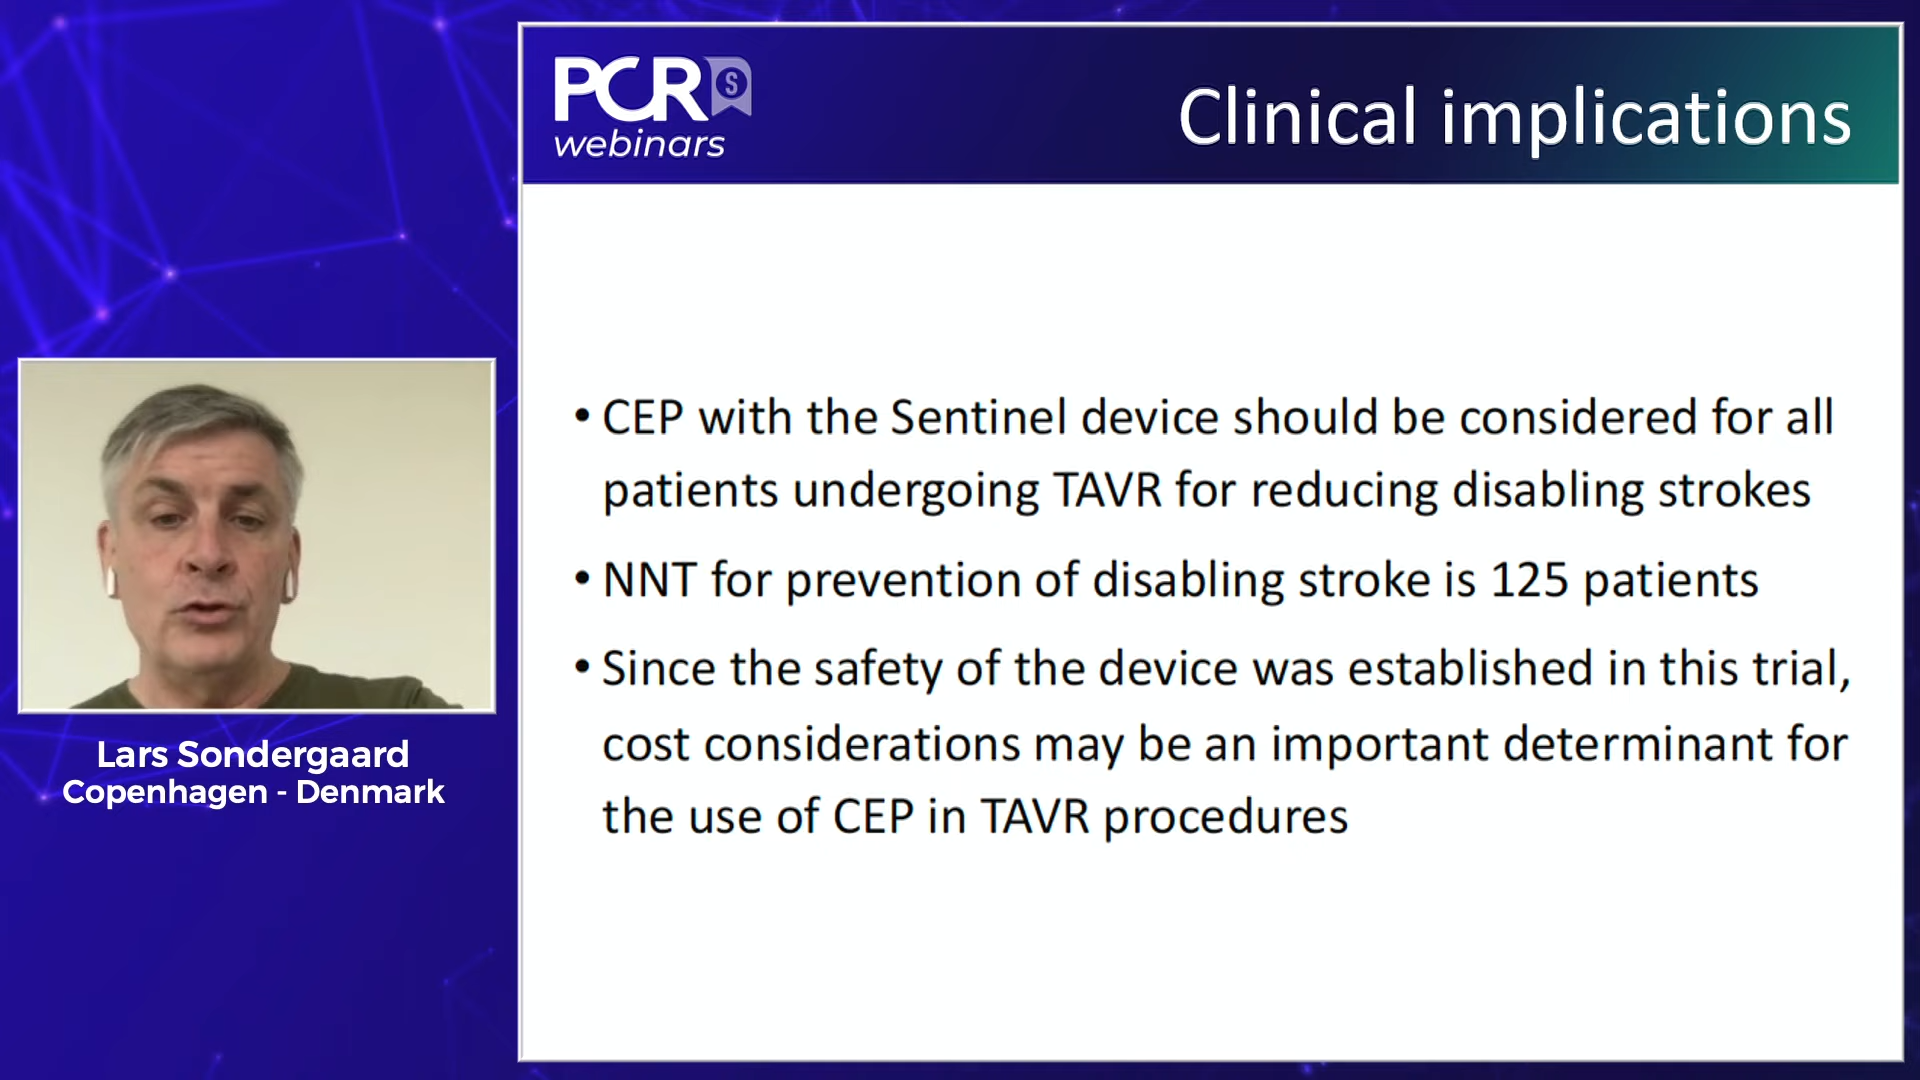 PCR S
webinars
Clinical implications
• CEP with the Sentinel device should be considered for all
patients undergoing TAVR for reducing disabling strokes
• NNT for prevention of disabling stroke is 125 patients
• Since the safety of the device was established in this trial,
cost considerations may be an important determinant for
the use of CEP in TAVR procedures
Lars Sondergaard
Copenhagen - Denmark